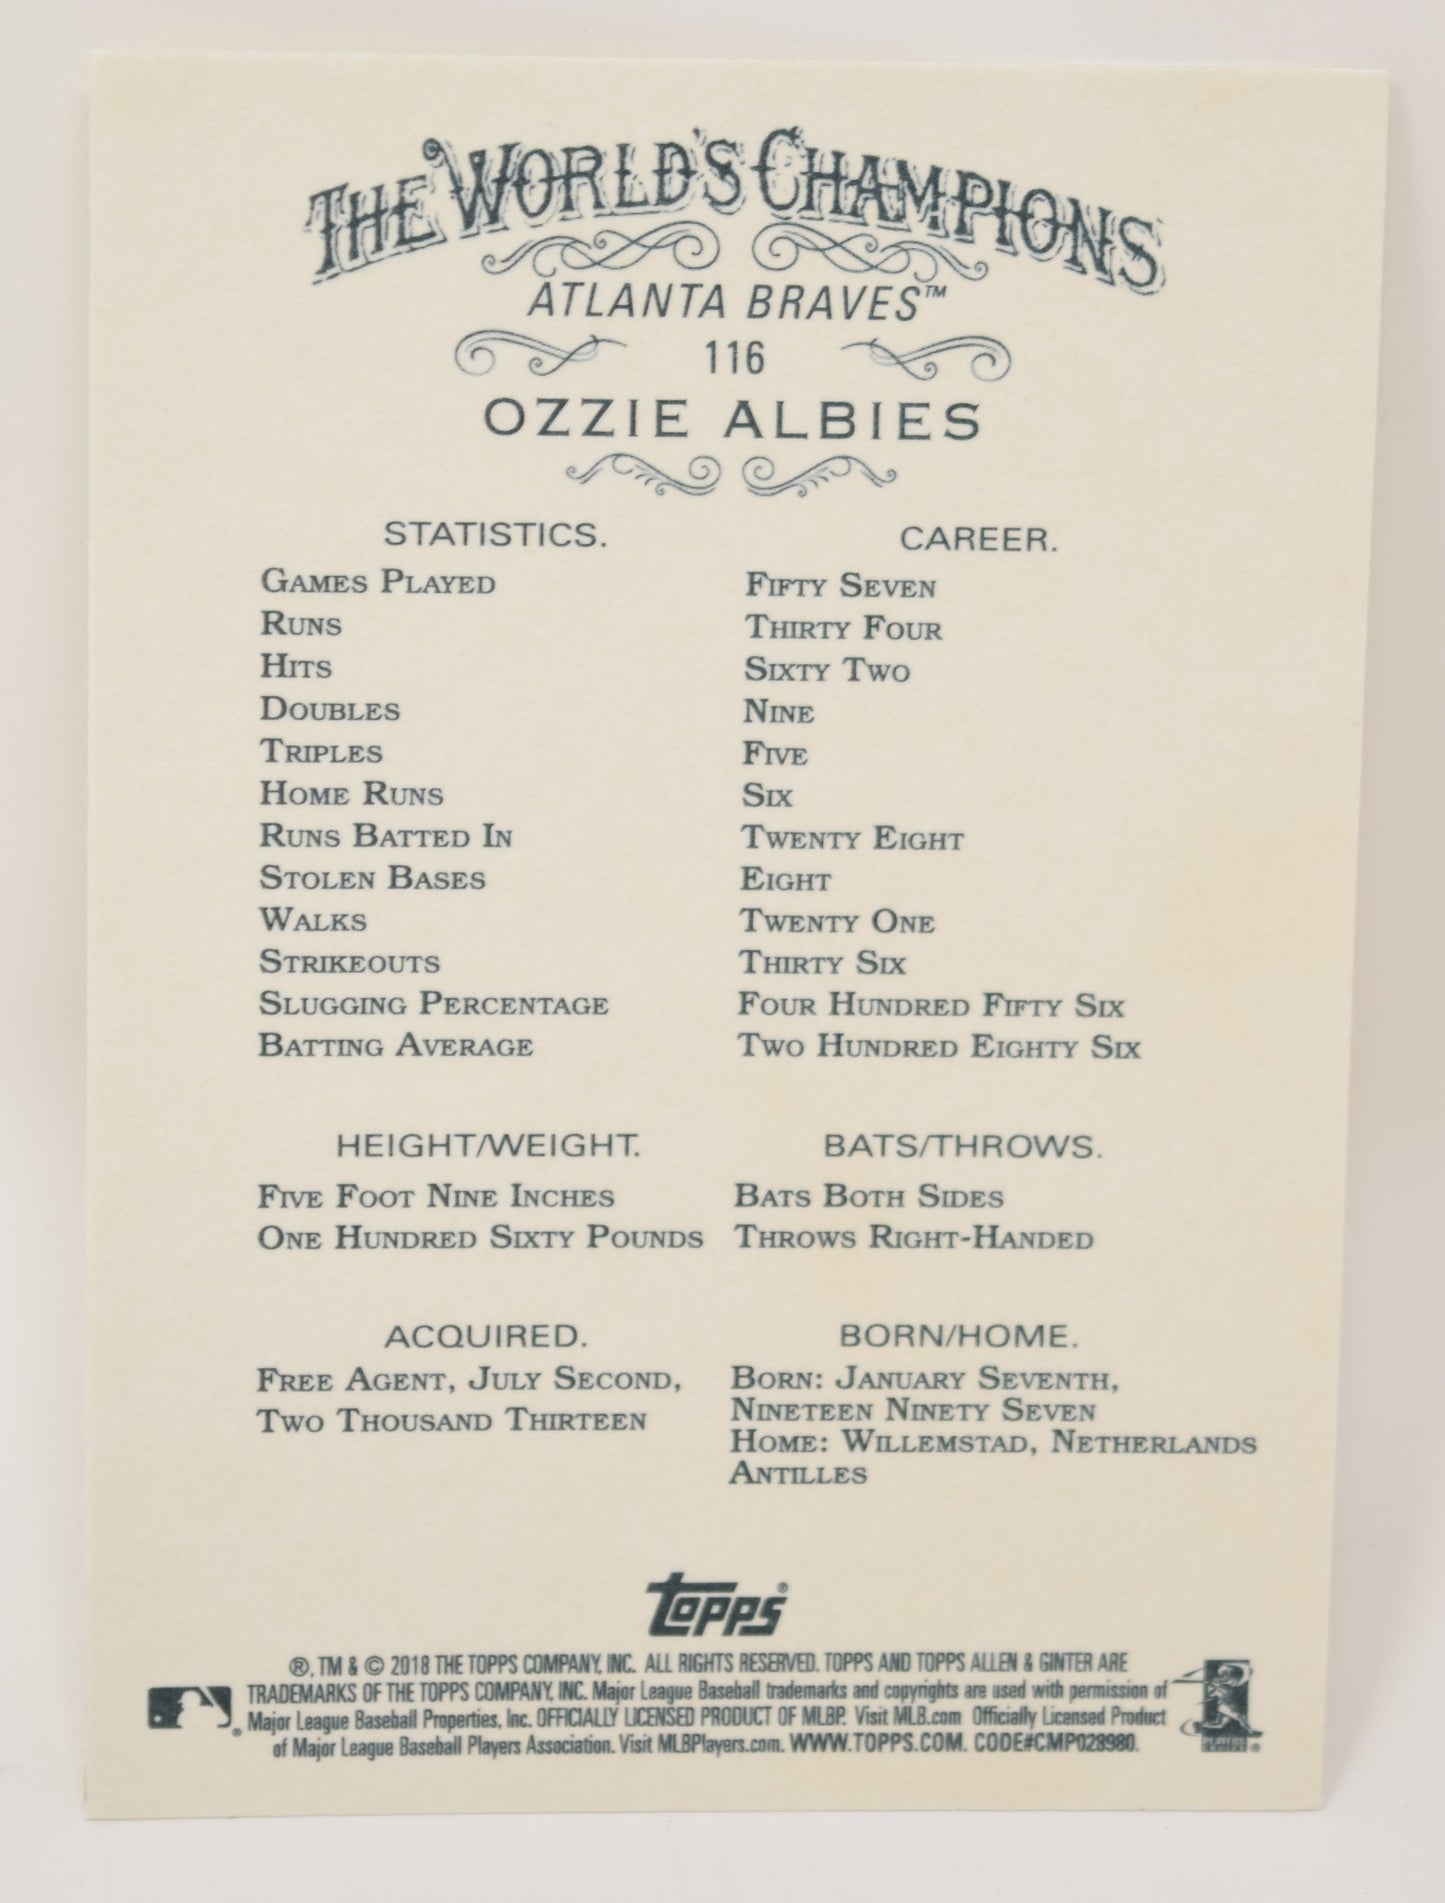 THE WORLD'S CHAMPIONS
ATLANTA BRAVES™
116
OZZIE ALBIES
STATISTICS. CAREER.
GAMES PLAYED FIFTY SEVEN
RUNS THIRTY FOUR
HITS SIXTY TWO
DOUBLES NINE
TRIPLES FIVE
HOME RUNS SIX
RUNS BATTED IN TWENTY EIGHT
STOLEN BASES EIGHT
WALKS TWENTY ONE
STRIKEOUTS THIRTY SIX
SLUGGING PERCENTAGE FOUR HUNDRED FIFTY SIX
BATTING AVERAGE TWO HUNDRED EIGHTY SIX
HEIGHT/WEIGHT.
FIVE FOOT NINE INCHES
ONE HUNDRED SIXTY POUNDS
BATS/THROWS.
BATS BOTH SIDES
THROWS RIGHT-HANDED
ACQUIRED.
FREE AGENT, JULY SECOND,
TWO THOUSAND THIRTEEN
BORN/HOME.
BORN: JANUARY SEVENTH,
NINETEEN NINETY SEVEN
HOME: WILLEMSTAD, NETHERLANDS
ANTILLES
topps®
®, TM & © 2018 THE TOPPS COMPANY, INC. ALL RIGHTS RESERVED. TOPPS AND TOPPS ALLEN & GINTER ARE
TRADEMARKS OF THE TOPPS COMPANY, INC. Major League Baseball trademarks and copyrights are used with permission of
Major League Baseball Properties, Inc. OFFICIALLY LICENSED PRODUCT OF MLBP. Visit MLB.com Officially Licensed Product
of Major League Baseball Players Association. Visit MLBPlayers.com. WWW.TOPPS.COM. CODE#CMP028980.